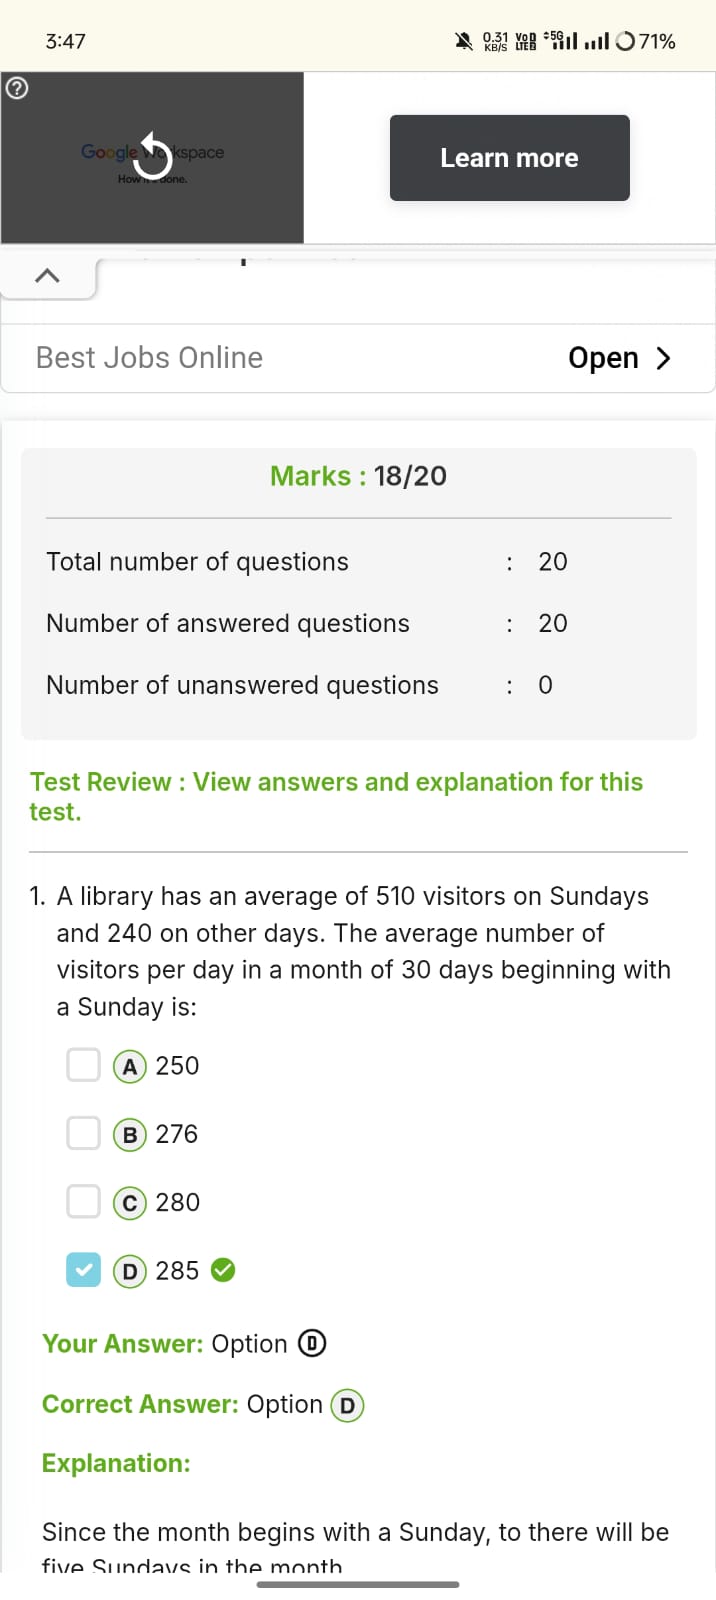 3:47
0.31 KB/S VoD LTE 5G 71%
Google Workspace
How done.
Learn more
Best Jobs Online
Open
Marks : 18/20
Total number of questions : 20
Number of answered questions : 20
Number of unanswered questions : 0
Test Review : View answers and explanation for this
test.
1. A library has an average of 510 visitors on Sundays
and 240 on other days. The average number of
visitors per day in a month of 30 days beginning with
a Sunday is:
A 250
B 276
C 280
D 285
Your Answer: Option D
Correct Answer: Option D
Explanation:
Since the month begins with a Sunday, to there will be
five Sundays in the month